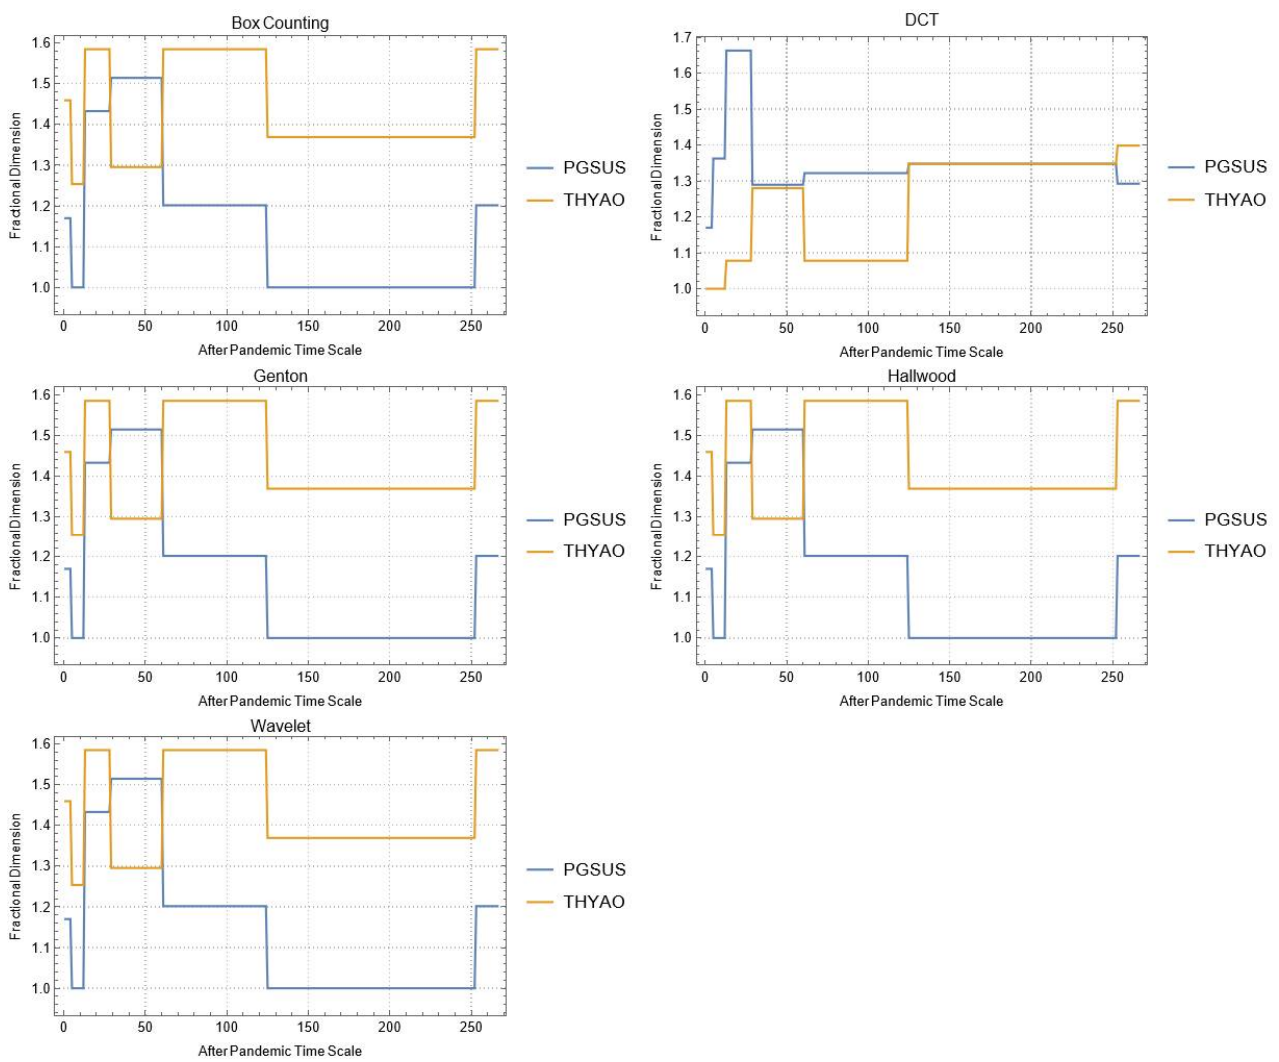 Box Counting
1.6
1.5
1.4
1.3
1.2
1.1
1.0
Fractional Dimension
0 50 100 150 200 250
After Pandemic Time Scale
PGSUS
THYAO
DCT
1.7
1.6
1.5
1.4
1.3
1.2
1.1
1.0
Fractional Dimension
0 50 100 150 200 250
After Pandemic Time Scale
PGSUS
THYAO
Genton
1.6
1.5
1.4
1.3
1.2
1.1
1.0
Fractional Dimension
0 50 100 150 200 250
After Pandemic Time Scale
PGSUS
THYAO
Hallwood
1.6
1.5
1.4
1.3
1.2
1.1
1.0
Fractional Dimension
0 50 100 150 200 250
After Pandemic Time Scale
PGSUS
THYAO
Wavelet
1.6
1.5
1.4
1.3
1.2
1.1
1.0
Fractional Dimension
0 50 100 150 200 250
After Pandemic Time Scale
PGSUS
THYAO